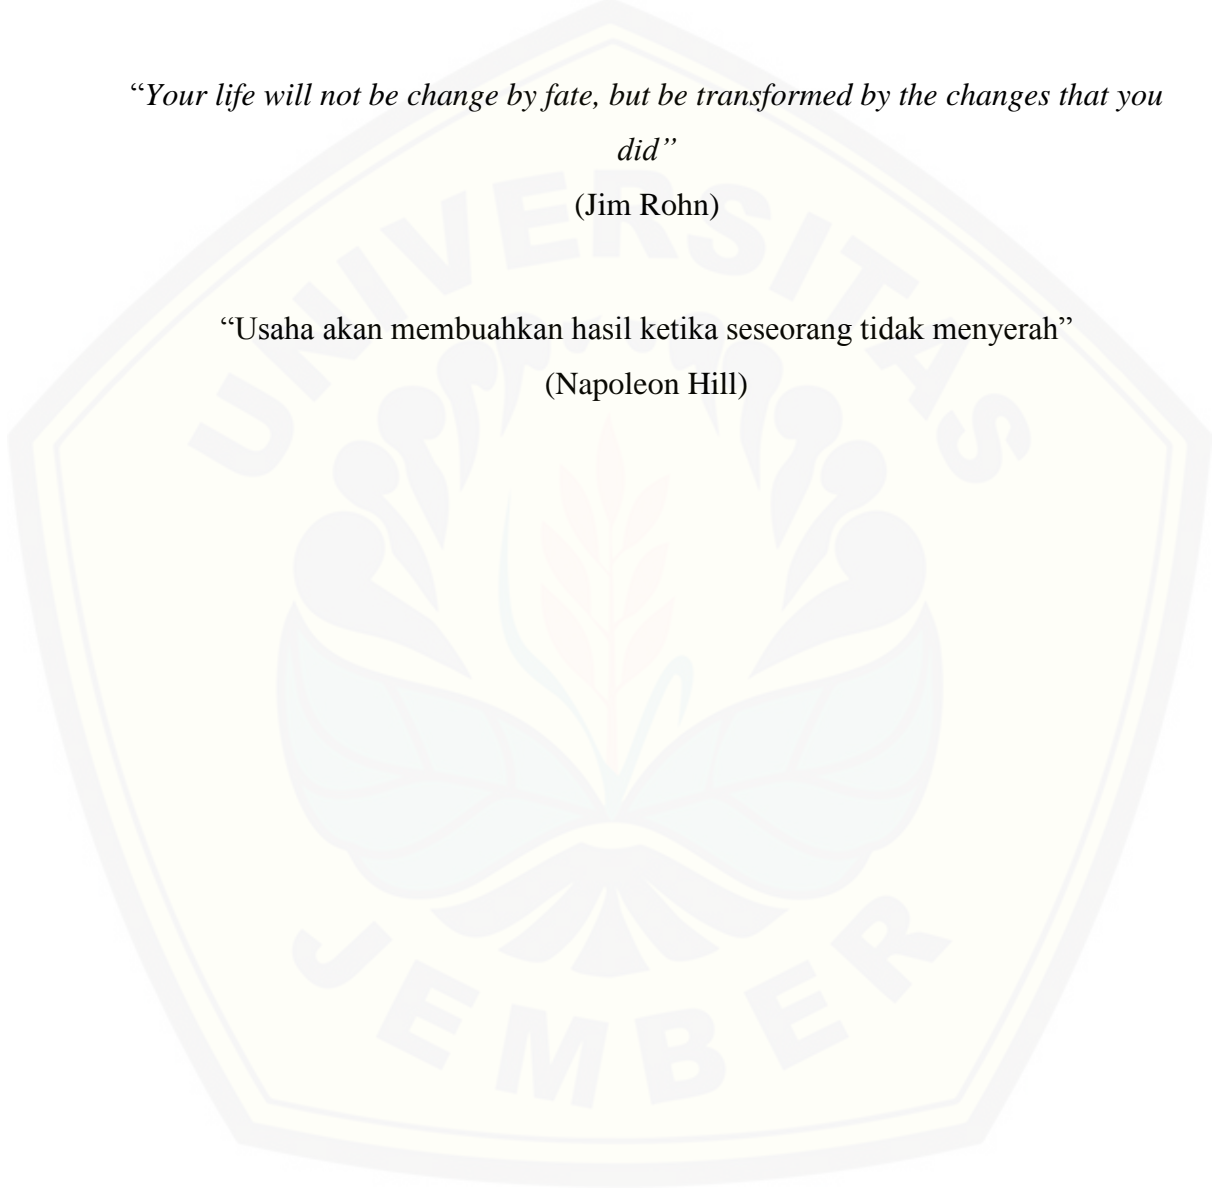 “Your life will not be change by fate, but be transformed by the changes that you
did”
(Jim Rohn)
“Usaha akan membuahkan hasil ketika seseorang tidak menyerah”
(Napoleon Hill)
UNIVERSITAS
JEMBER